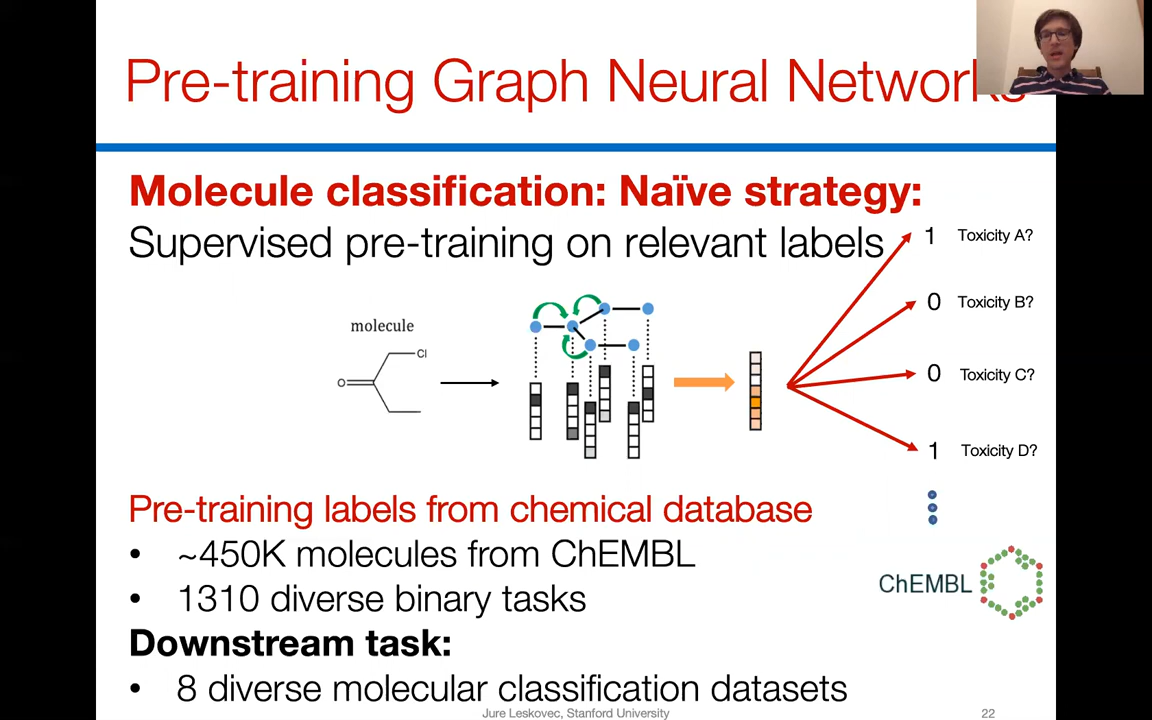 Pre-training Graph Neural Networks
Molecule classification: Naïve strategy:
Supervised pre-training on relevant labels
1 Toxicity A?
0 Toxicity B?
molecule
Cl
O
0 Toxicity C?
1 Toxicity D?
Pre-training labels from chemical database
• ~450K molecules from ChEMBL
• 1310 diverse binary tasks
ChEMBL
Downstream task:
• 8 diverse molecular classification datasets
Jure Leskovec, Stanford University
22